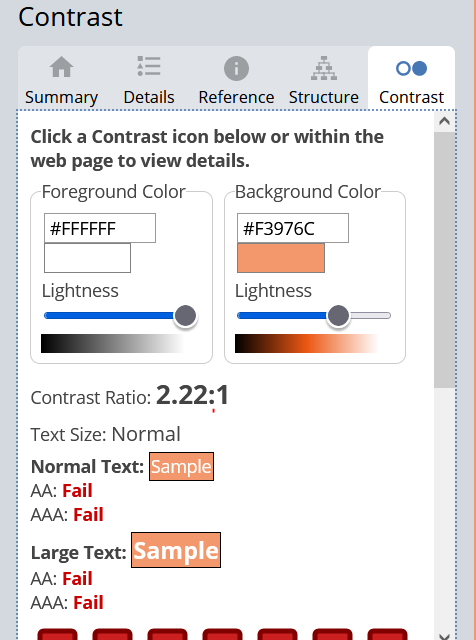 Contrast
Summary Details Reference Structure Contrast
Click a Contrast icon below or within the
web page to view details.
Foreground Color Background Color
#FFFFFF #F3976C
Lightness Lightness
Contrast Ratio: 2.22:1
Text Size: Normal
Normal Text: Sample
AA: Fail
AAA: Fail
Large Text: Sample
AA: Fail
AAA: Fail